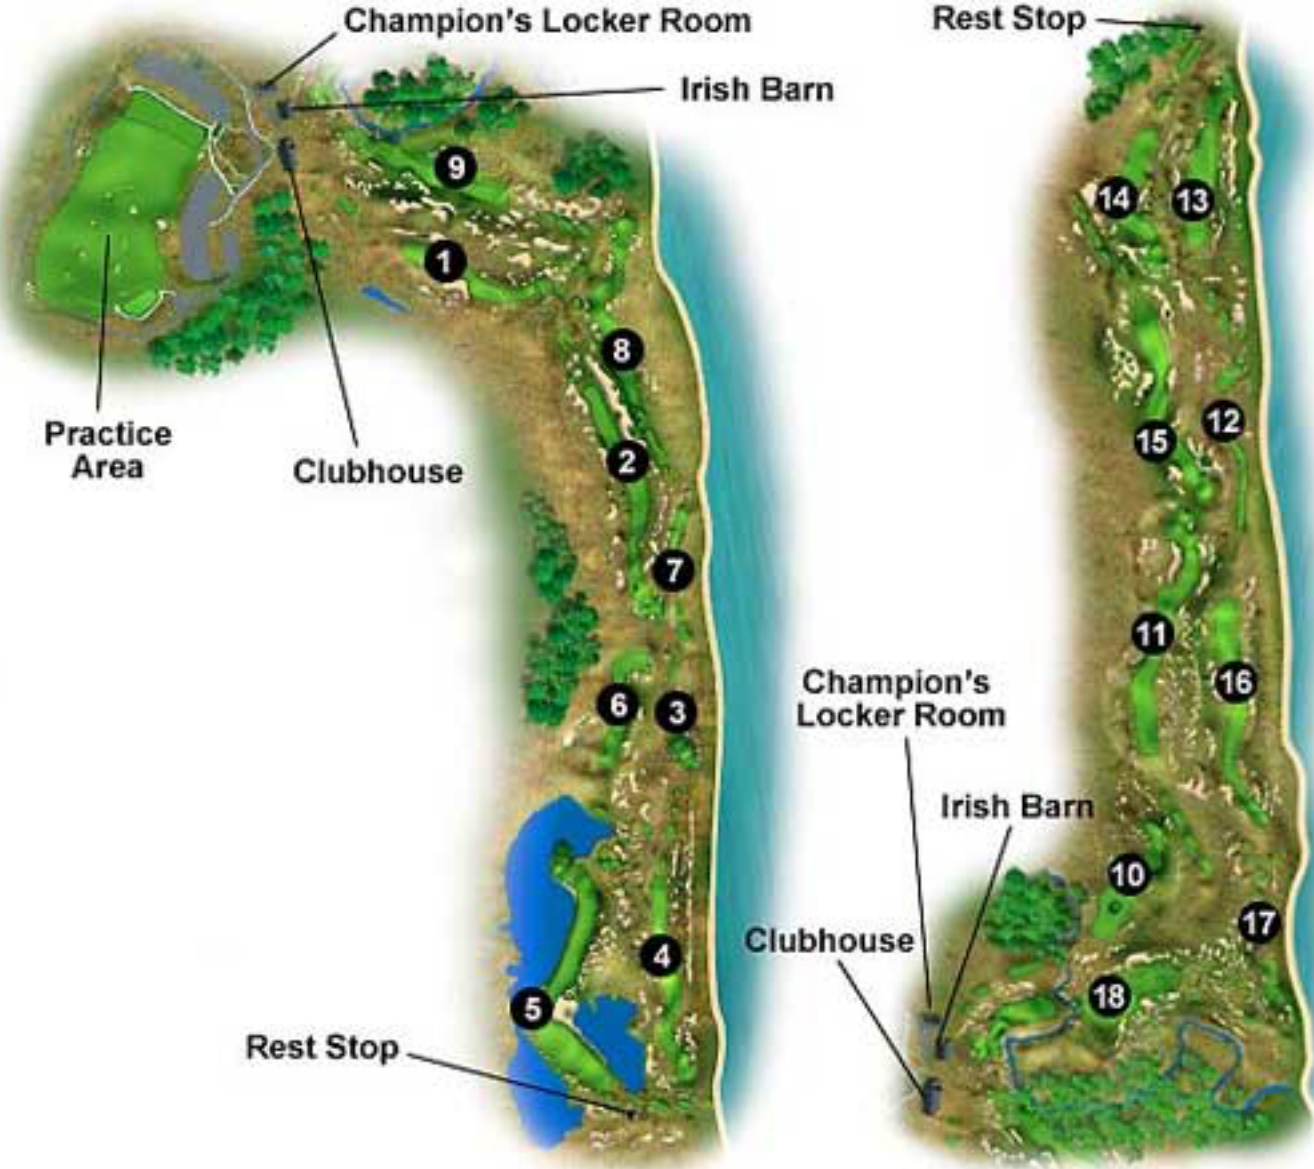 Champion's Locker Room
Irish Barn
9
1
8
2
7
6
3
4
5
Practice
Area
Clubhouse
Rest Stop
Rest Stop
14
13
12
15
11
16
10
17
18
Champion's
Locker Room
Irish Barn
Clubhouse